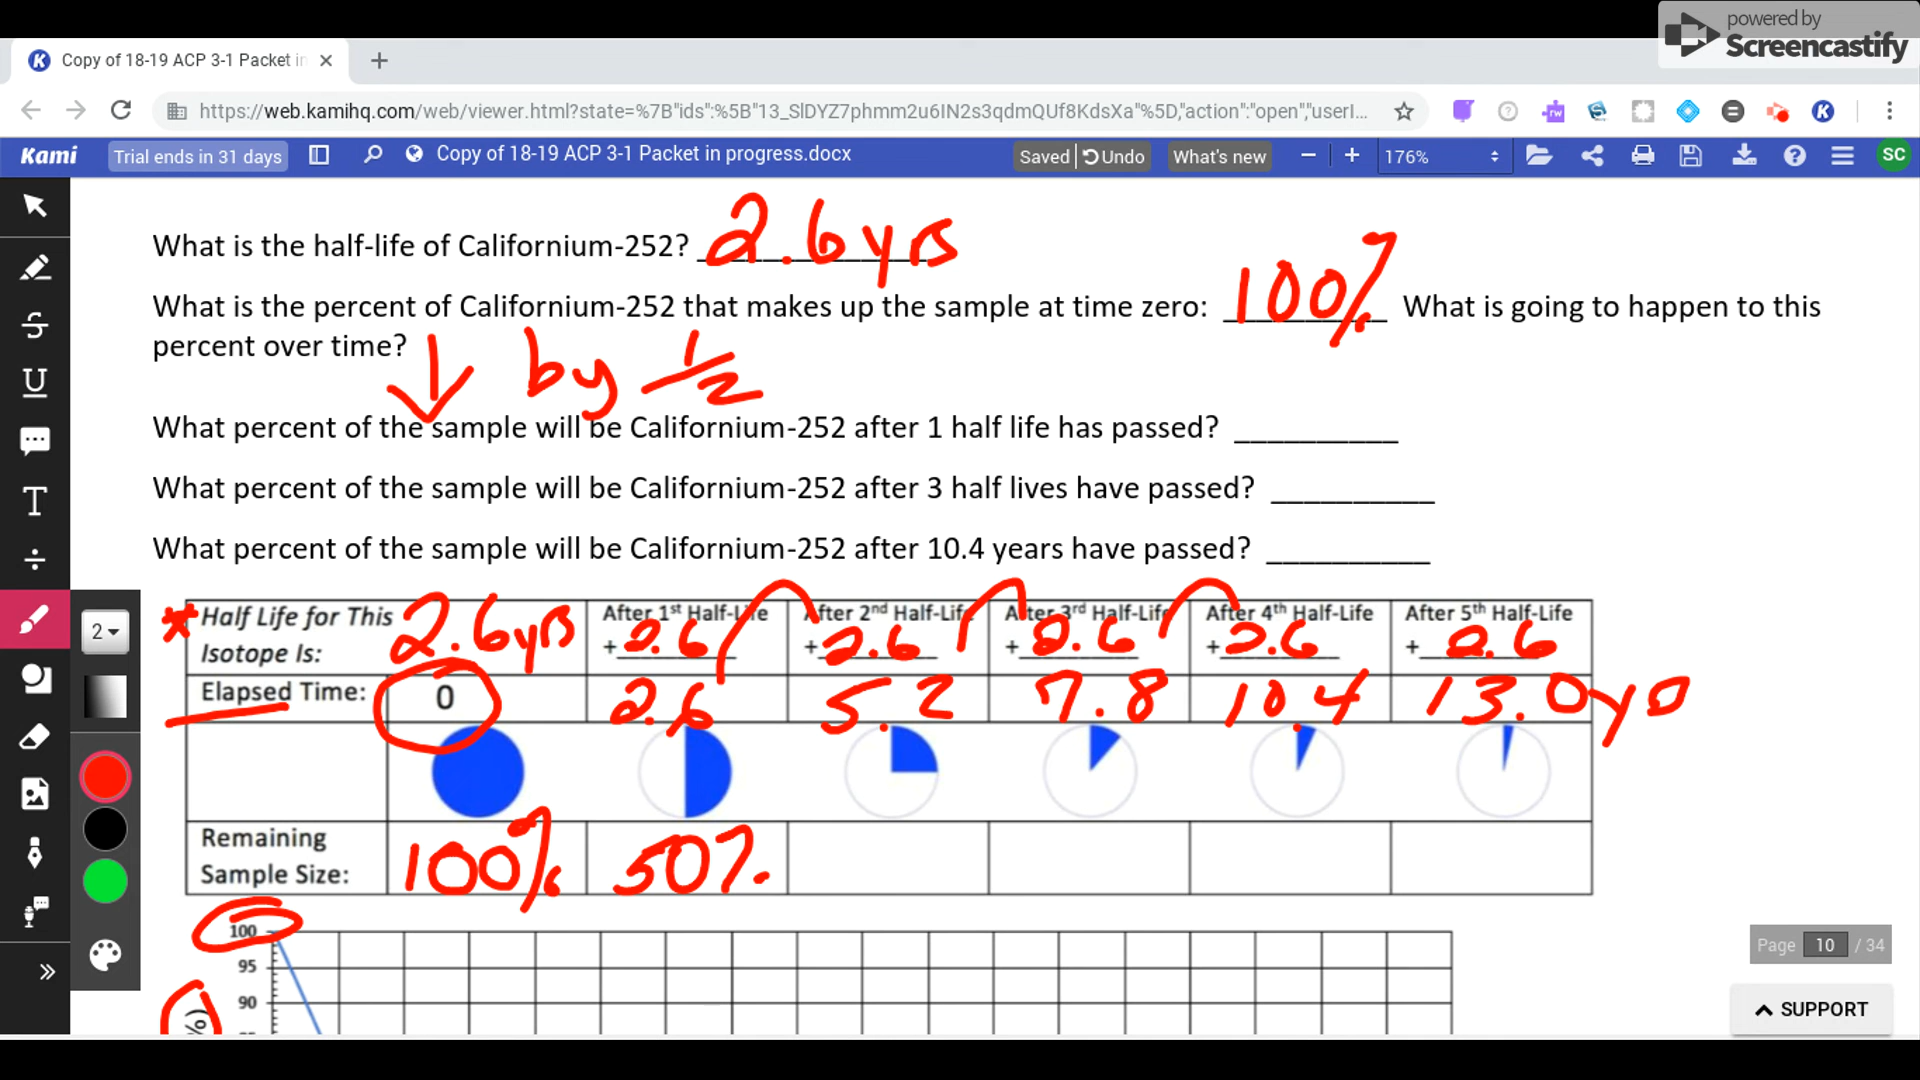 powered by
Screencastify
Copy of 18-19 ACP 3-1 Packet in
https://web.kamihq.com/web/viewer.html?state=%7B"ids":%5B"13_SlDYZ7phmm2u6IN2s3qdmQUf8KdsXa"%5D,"action":"open","userI...
Kami Trial ends in 31 days Copy of 18-19 ACP 3-1 Packet in progress.docx Saved Undo What's new 176% SC
What is the half-life of Californium-252? 2.6yrs
What is the percent of Californium-252 that makes up the sample at time zero: 100% What is going to happen to this
percent over time? ↓ by 1/2
What percent of the sample will be Californium-252 after 1 half life has passed? __________
What percent of the sample will be Californium-252 after 3 half lives have passed? __________
What percent of the sample will be Californium-252 after 10.4 years have passed? __________
* Half Life for This Isotope Is: 2.6yrs After 1st Half-Life After 2nd Half-Life After 3rd Half-Life After 4th Half-Life After 5th Half-Life
+2.6 +2.6 +2.6 +2.6 +2.6
Elapsed Time: 0 2.6 5.2 7.8 10.4 13.0
Remaining Sample Size: 100% 50%
100
95
90
%)
2
Page 10 / 34
SUPPORT